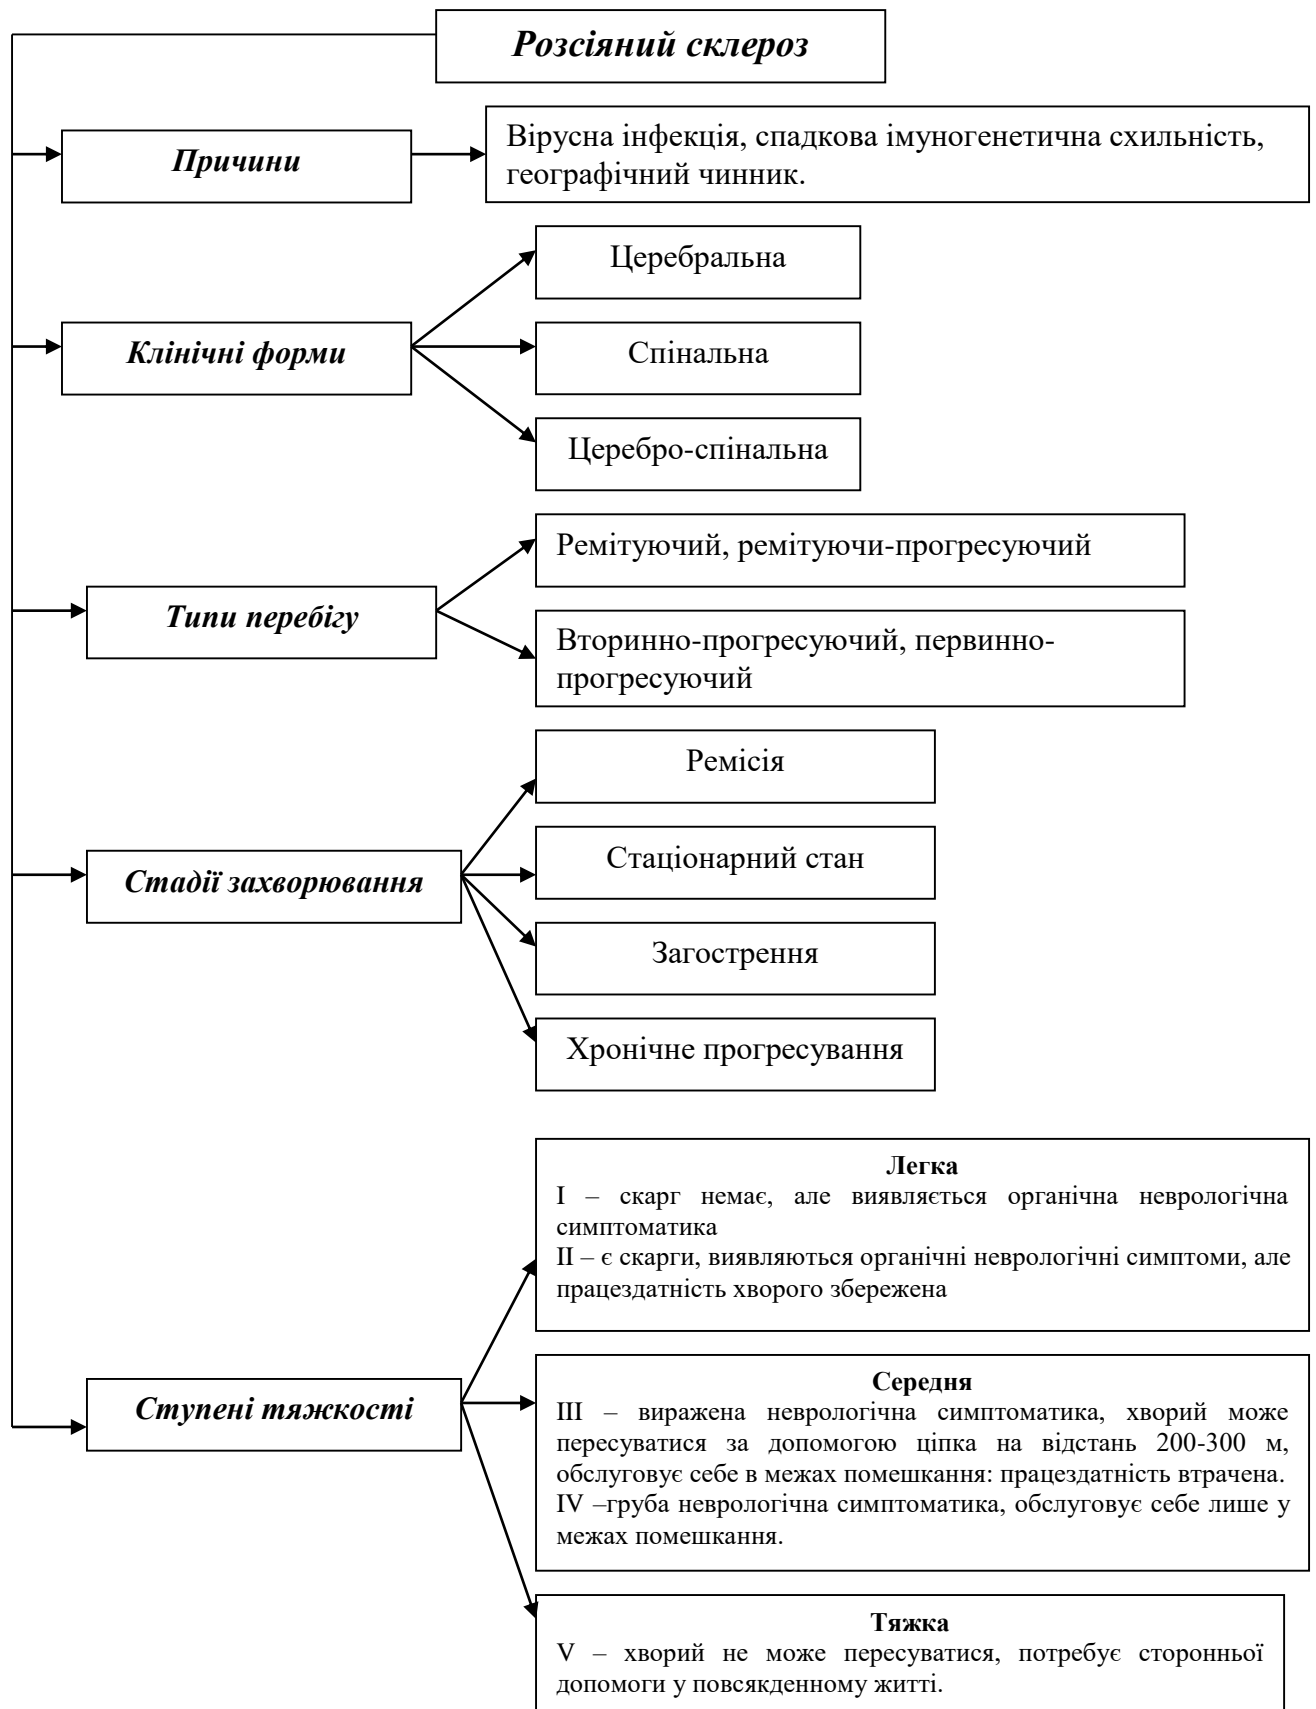 Розсіяний склероз
Причини
Вірусна інфекція, спадкова імуногенетична схильність,
географічний чинник.
Клінічні форми
Церебральна
Спінальна
Церебро-спінальна
Типи перебігу
Ремітуючий, ремітуючи-прогресуючий
Вторинно-прогресуючий, первинно-
прогресуючий
Стадії захворювання
Ремісія
Стаціонарний стан
Загострення
Хронічне прогресування
Ступені тяжкості
Легка
I – скарг немає, але виявляється органічна неврологічна
симптоматика
II – є скарги, виявляються органічні неврологічні симптоми, але
працездатність хворого збережена
Середня
III – виражена неврологічна симптоматика, хворий може
пересуватися за допомогою ціпка на відстань 200-300 м,
обслуговує себе в межах помешкання: працездатність втрачена.
IV –груба неврологічна симптоматика, обслуговує себе лише у
межах помешкання.
Тяжка
V – хворий не може пересуватися, потребує сторонньої
допомоги у повсякденному житті.